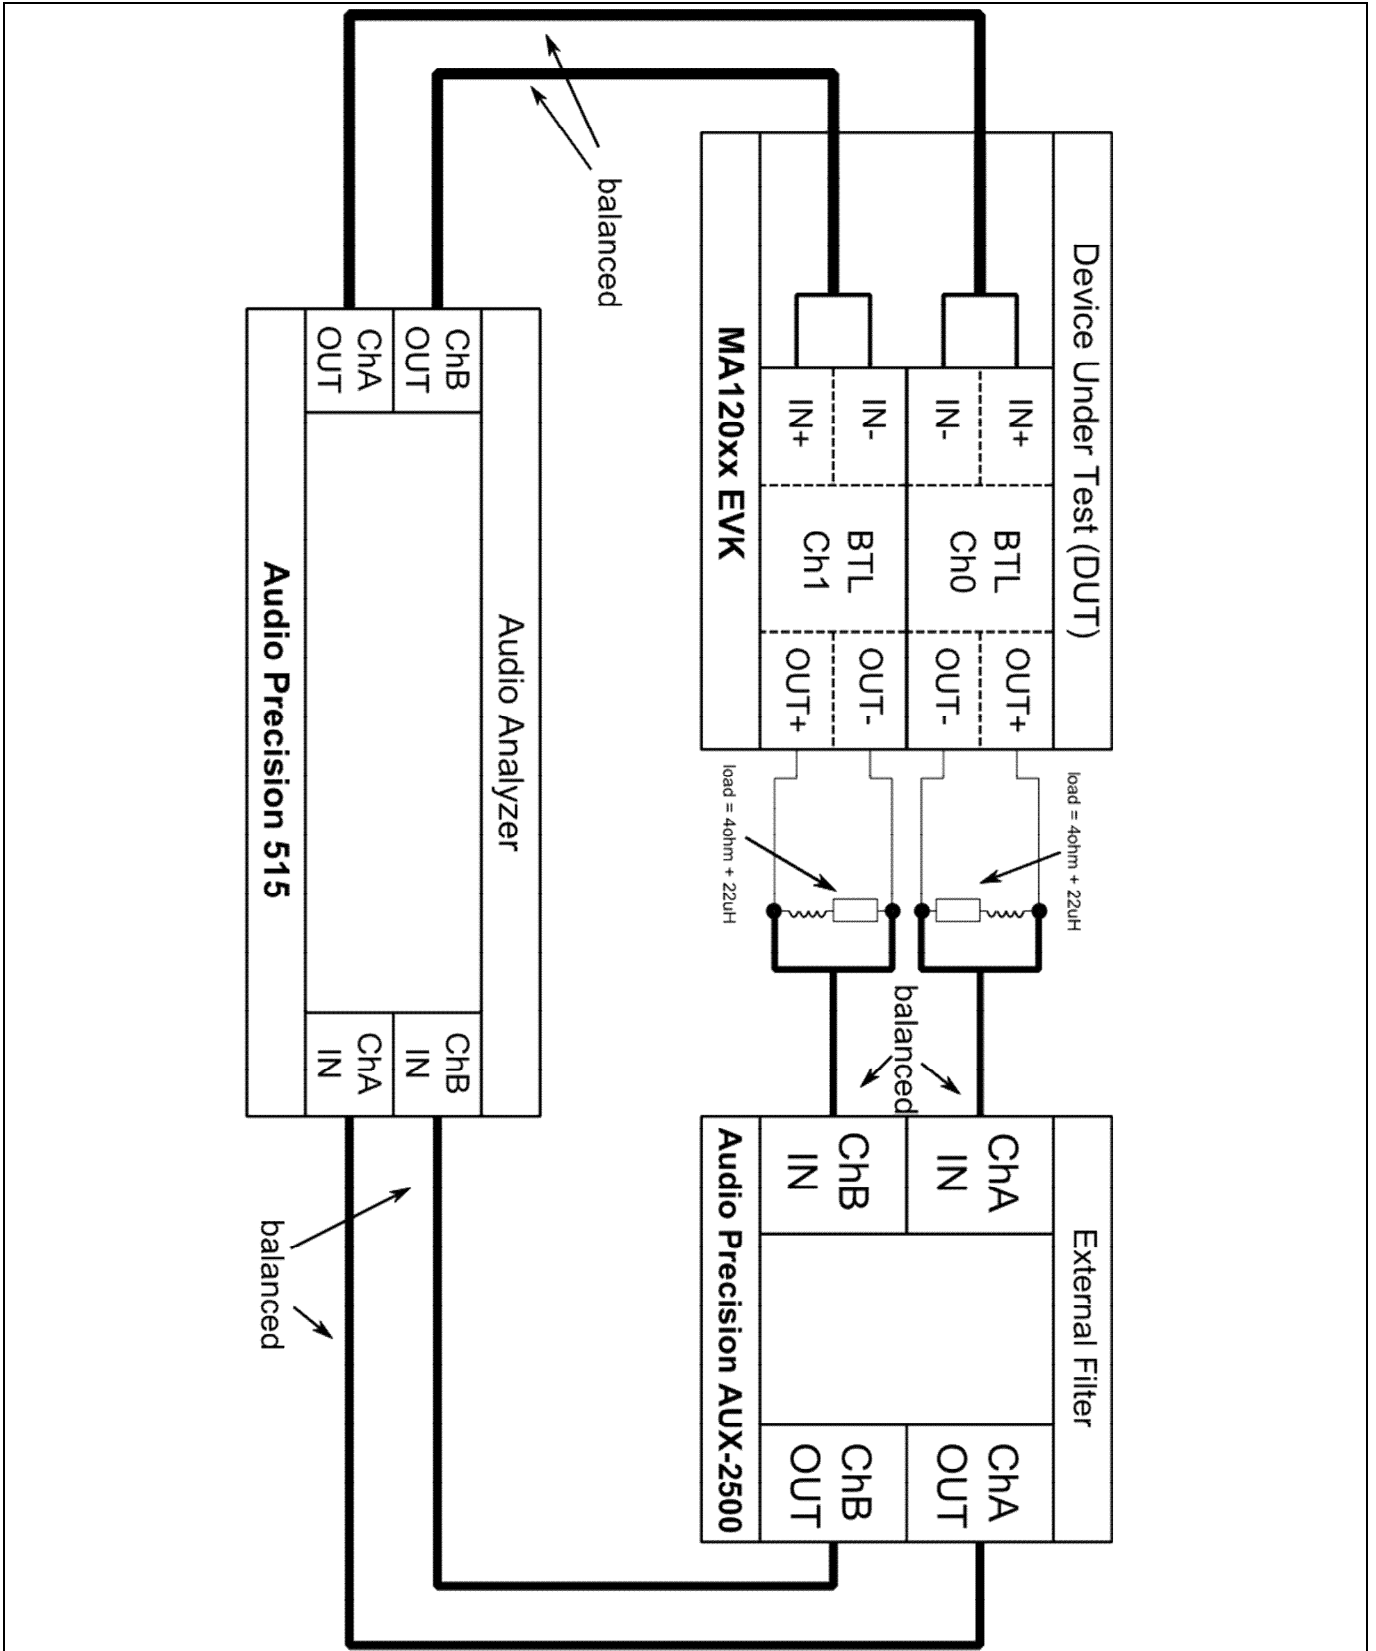 Device Under Test (DUT)
IN+
IN-
IN-
IN+
BTL
Ch0
BTL
Ch1
OUT+
OUT-
OUT-
OUT+
MA120xx EVK
balanced
load = 4ohm + 22uH
load = 4ohm + 22uH
balanced
External Filter
ChA
IN
ChB
IN
ChA
OUT
ChB
OUT
Audio Precision AUX-2500
Audio Analyzer
ChB
OUT
ChA
OUT
ChB
IN
ChA
IN
Audio Precision 515
balanced